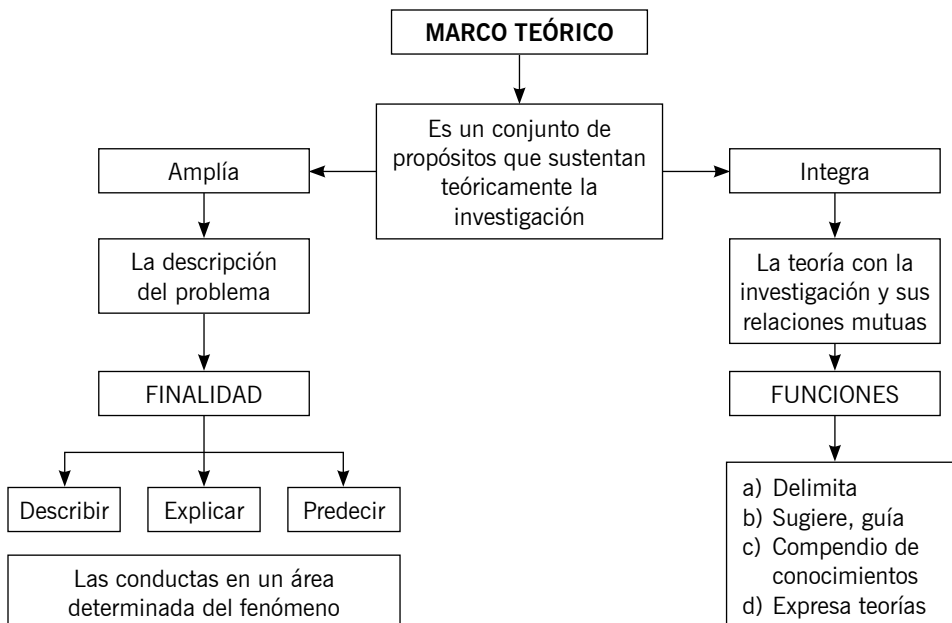 MARCO TEÓRICO
Es un conjunto de
propósitos que sustentan
teóricamente la
investigación
Amplía
Integra
La descripción
del problema
La teoría con la
investigación y sus
relaciones mutuas
FINALIDAD
FUNCIONES
Describir
Explicar
Predecir
Las conductas en un área
determinada del fenómeno
a) Delimita
b) Sugiere, guía
c) Compendio de
conocimientos
d) Expresa teorías